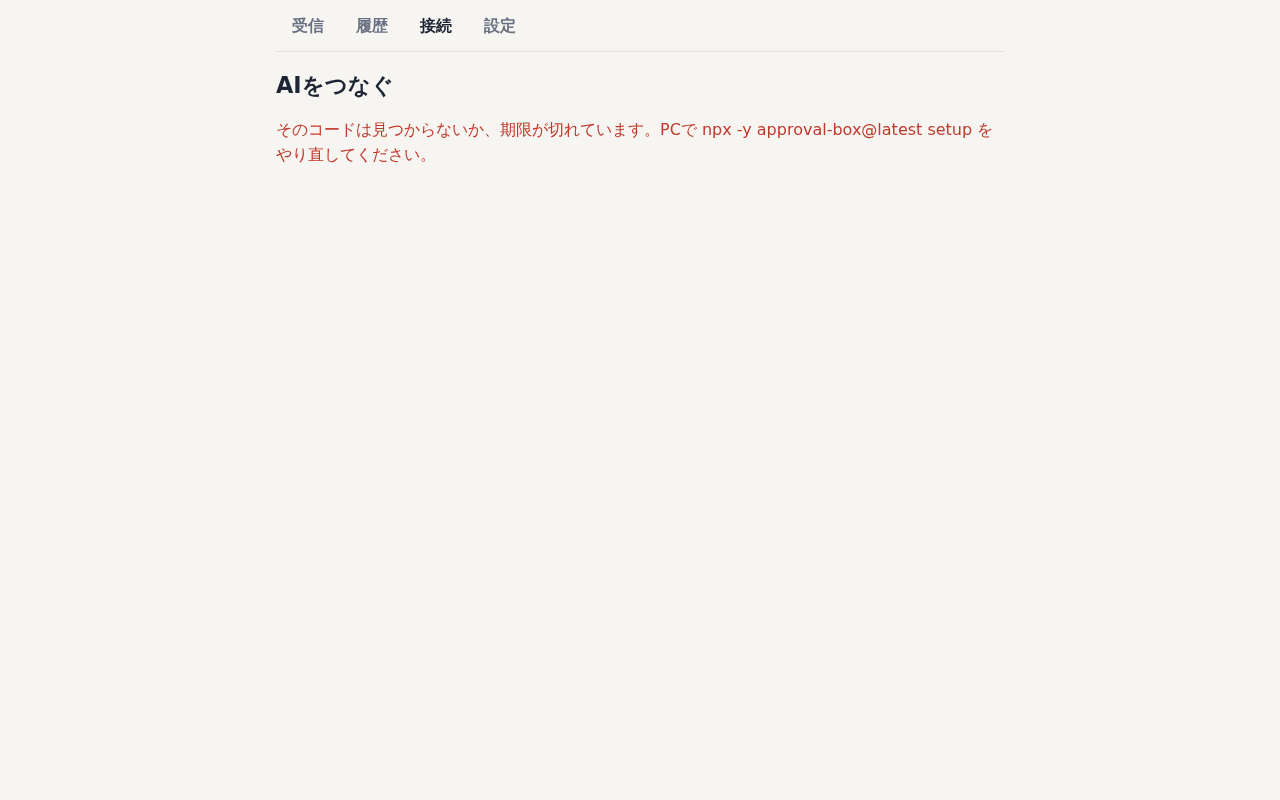 受信 履歴 接続 設定
AIをつなぐ
そのコードは見つからないか、期限が切れています。PCで npx -y approval-box@latest setup を
やり直してください。